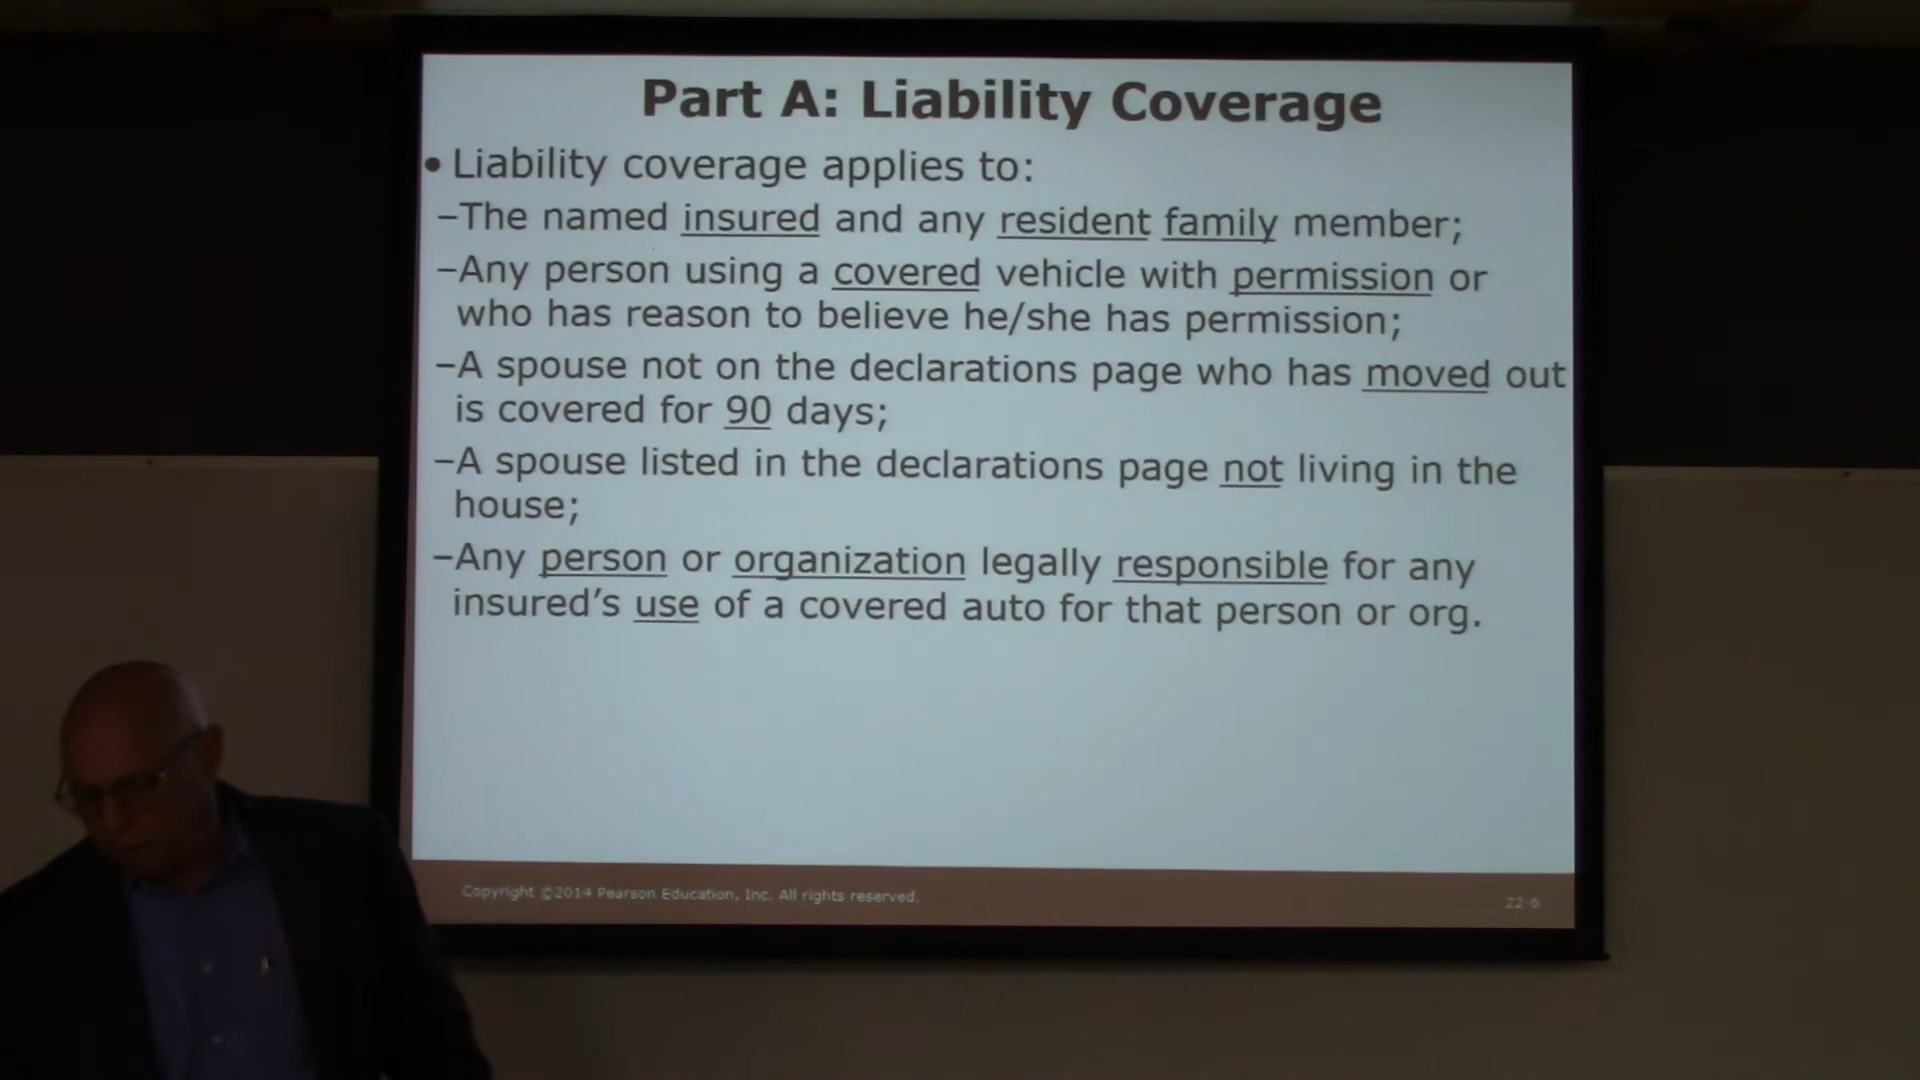 Part A: Liability Coverage
• Liability coverage applies to:
–The named insured and any resident family member;
–Any person using a covered vehicle with permission or
who has reason to believe he/she has permission;
–A spouse not on the declarations page who has moved out
is covered for 90 days;
–A spouse listed in the declarations page not living in the
house;
–Any person or organization legally responsible for any
insured’s use of a covered auto for that person or org.
Copyright ©2014 Pearson Education, Inc. All rights reserved.
22-6